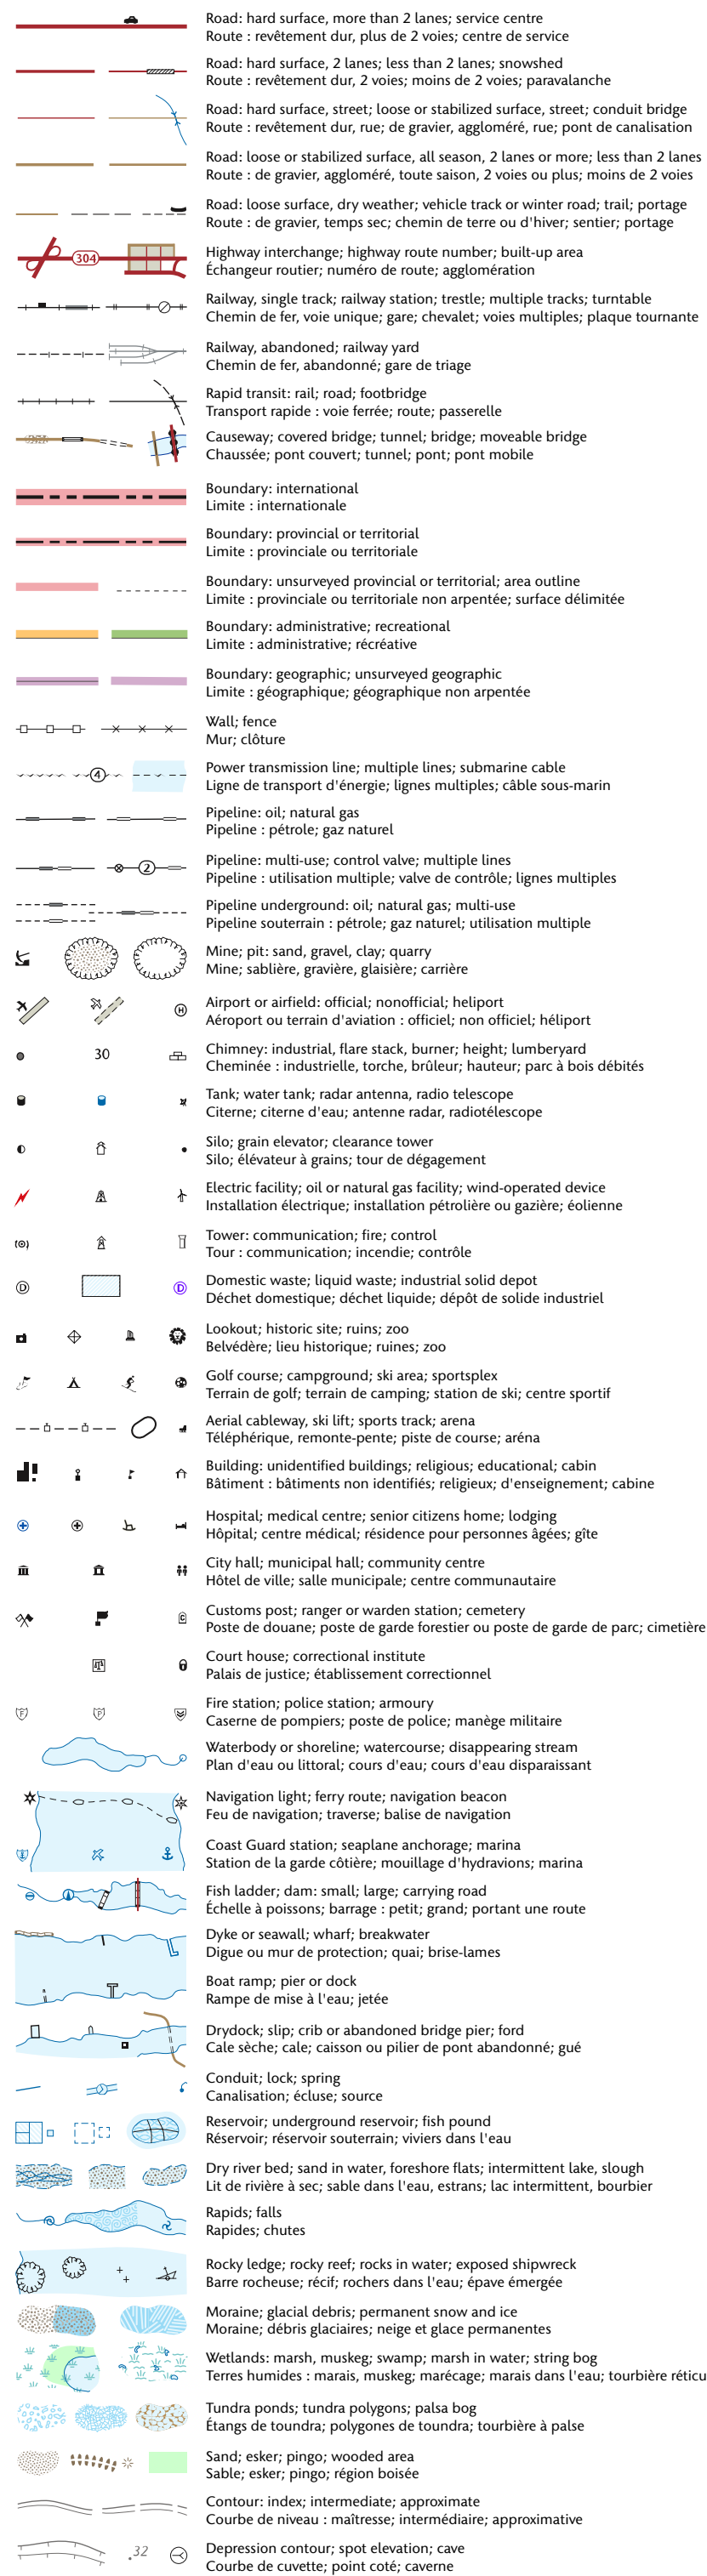 Road: hard surface, more than 2 lanes; service centre
Route : revêtement dur, plus de 2 voies; centre de service
Road: hard surface, 2 lanes; less than 2 lanes; snowshed
Route : revêtement dur, 2 voies; moins de 2 voies; paravalanche
Road: hard surface, street; loose or stabilized surface, street; conduit bridge
Route : revêtement dur, rue; de gravier, aggloméré, rue; pont de canalisation
Road: loose or stabilized surface, all season, 2 lanes or more; less than 2 lanes
Route : de gravier, aggloméré, toute saison, 2 voies ou plus; moins de 2 voies
Road: loose surface, dry weather; vehicle track or winter road; trail; portage
Route : de gravier, temps sec; chemin de terre ou d'hiver; sentier; portage
304
Highway interchange; highway route number; built-up area
Échangeur routier; numéro de route; agglomération
Railway, single track; railway station; trestle; multiple tracks; turntable
Chemin de fer, voie unique; gare; chevalet; voies multiples; plaque tournante
Railway, abandoned; railway yard
Chemin de fer, abandonné; gare de triage
Rapid transit: rail; road; footbridge
Transport rapide : voie ferrée; route; passerelle
Causeway; covered bridge; tunnel; bridge; moveable bridge
Chaussée; pont couvert; tunnel; pont; pont mobile
Boundary: international
Limite : internationale
Boundary: provincial or territorial
Limite : provinciale ou territoriale
Boundary: unsurveyed provincial or territorial; area outline
Limite : provinciale ou territoriale non arpentée; surface délimitée
Boundary: administrative; recreational
Limite : administrative; récréative
Boundary: geographic; unsurveyed geographic
Limite : géographique; géographique non arpentée
Wall; fence
Mur; clôture
4
Power transmission line; multiple lines; submarine cable
Ligne de transport d'énergie; lignes multiples; câble sous-marin
Pipeline: oil; natural gas
Pipeline : pétrole; gaz naturel
2
Pipeline: multi-use; control valve; multiple lines
Pipeline : utilisation multiple; valve de contrôle; lignes multiples
Pipeline underground: oil; natural gas; multi-use
Pipeline souterrain : pétrole; gaz naturel; utilisation multiple
Mine; pit: sand, gravel, clay; quarry
Mine; sablière, gravière, glaisière; carrière
H
Airport or airfield: official; nonofficial; heliport
Aéroport ou terrain d'aviation : officiel; non officiel; héliport
30
Chimney: industrial, flare stack, burner; height; lumberyard
Cheminée : industrielle, torche, brûleur; hauteur; parc à bois débités
Tank; water tank; radar antenna, radio telescope
Citerne; citerne d'eau; antenne radar, radiotélescope
Silo; grain elevator; clearance tower
Silo; élévateur à grains; tour de dégagement
Electric facility; oil or natural gas facility; wind-operated device
Installation électrique; installation pétrolière ou gazière; éolienne
Tower: communication; fire; control
Tour : communication; incendie; contrôle
D
D
Domestic waste; liquid waste; industrial solid depot
Déchet domestique; déchet liquide; dépôt de solide industriel
Lookout; historic site; ruins; zoo
Belvédère; lieu historique; ruines; zoo
Golf course; campground; ski area; sportsplex
Terrain de golf; terrain de camping; station de ski; centre sportif
Aerial cableway, ski lift; sports track; arena
Téléphérique, remonte-pente; piste de course; aréna
Building: unidentified buildings; religious; educational; cabin
Bâtiment : bâtiments non identifiés; religieux; d'enseignement; cabine
Hospital; medical centre; senior citizens home; lodging
Hôpital; centre médical; résidence pour personnes âgées; gîte
City hall; municipal hall; community centre
Hôtel de ville; salle municipale; centre communautaire
C
Customs post; ranger or warden station; cemetery
Poste de douane; poste de garde forestier ou poste de garde de parc; cimetière
Court house; correctional institute
Palais de justice; établissement correctionnel
F
P
Fire station; police station; armoury
Caserne de pompiers; poste de police; manège militaire
Waterbody or shoreline; watercourse; disappearing stream
Plan d'eau ou littoral; cours d'eau; cours d'eau disparaissant
Navigation light; ferry route; navigation beacon
Feu de navigation; traverse; balise de navigation
Coast Guard station; seaplane anchorage; marina
Station de la garde côtière; mouillage d'hydravions; marina
Fish ladder; dam: small; large; carrying road
Échelle à poissons; barrage : petit; grand; portant une route
Dyke or seawall; wharf; breakwater
Digue ou mur de protection; quai; brise-lames
Boat ramp; pier or dock
Rampe de mise à l'eau; jetée
Drydock; slip; crib or abandoned bridge pier; ford
Cale sèche; cale; caisson ou pilier de pont abandonné; gué
Conduit; lock; spring
Canalisation; écluse; source
Reservoir; underground reservoir; fish pound
Réservoir; réservoir souterrain; viviers dans l'eau
Dry river bed; sand in water, foreshore flats; intermittent lake, slough
Lit de rivière à sec; sable dans l'eau, estrans; lac intermittent, bourbier
Rapids; falls
Rapides; chutes
Rocky ledge; rocky reef; rocks in water; exposed shipwreck
Barre rocheuse; récif; rochers dans l'eau; épave émergée
Moraine; glacial debris; permanent snow and ice
Moraine; débris glaciaires; neige et glace permanentes
Wetlands: marsh, muskeg; swamp; marsh in water; string bog
Terres humides : marais, muskeg; marécage; marais dans l'eau; tourbière réticu
Tundra ponds; tundra polygons; palsa bog
Étangs de toundra; polygones de toundra; tourbière à palse
Sand; esker; pingo; wooded area
Sable; esker; pingo; région boisée
Contour: index; intermediate; approximate
Courbe de niveau : maîtresse; intermédiaire; approximative
.32
Depression contour; spot elevation; cave
Courbe de cuvette; point coté; caverne